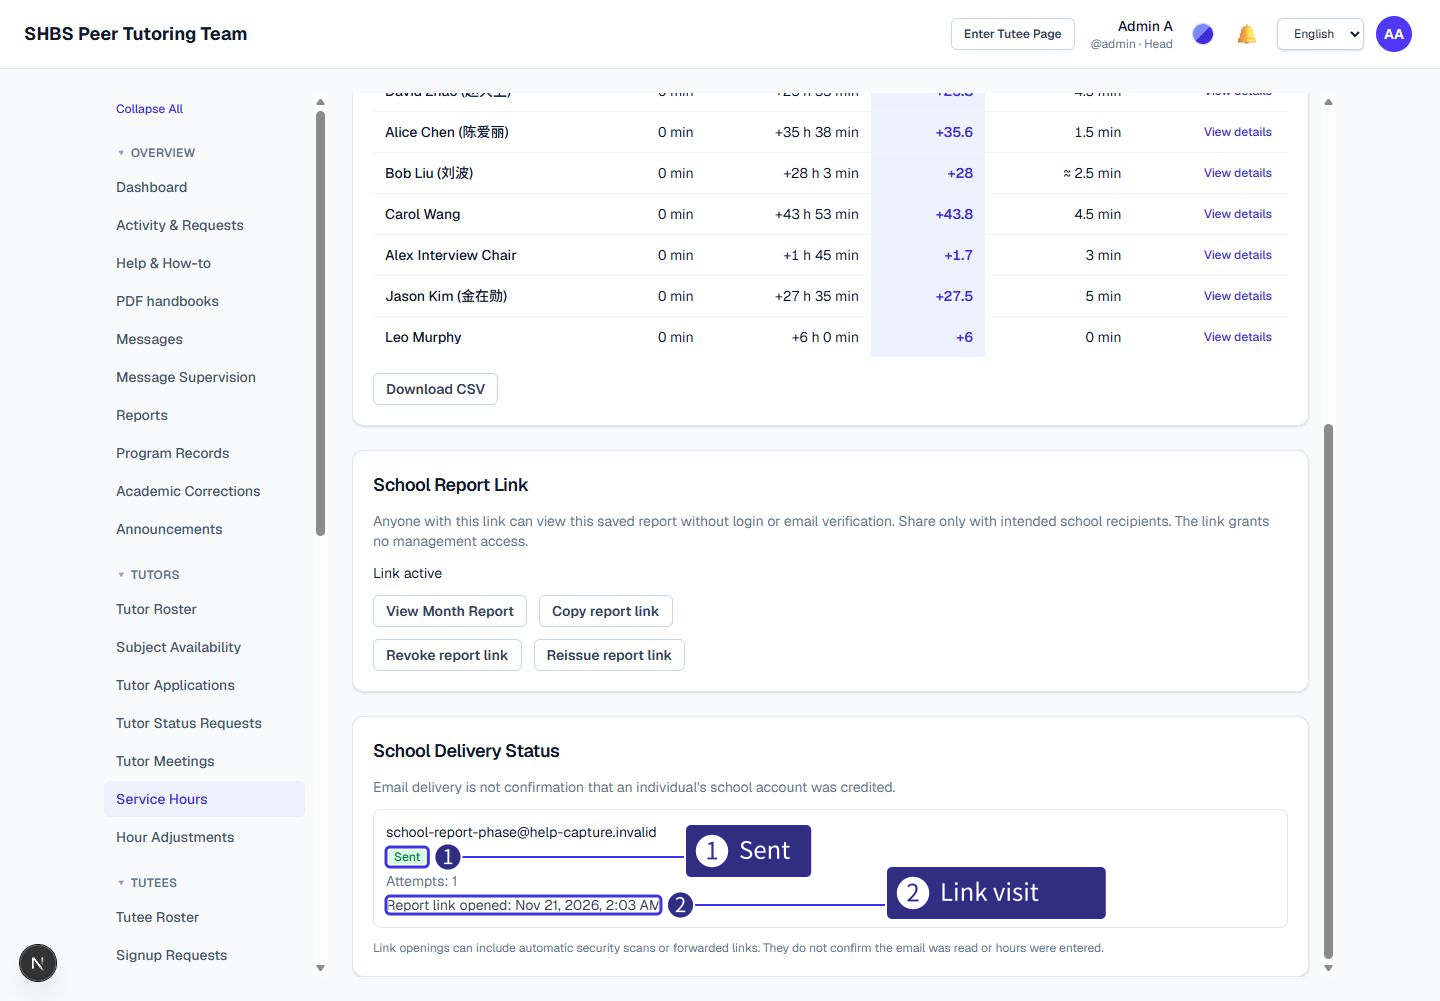 SHBS Peer Tutoring Team
Enter Tutee Page
Admin A
@admin · Head
English
AA
Collapse All
OVERVIEW
Dashboard
Activity & Requests
Help & How-to
PDF handbooks
Messages
Message Supervision
Reports
Program Records
Academic Corrections
Announcements
TUTORS
Tutor Roster
Subject Availability
Tutor Applications
Tutor Status Requests
Tutor Meetings
Service Hours
Hour Adjustments
TUTEES
Tutee Roster
Signup Requests
N
Alice Chen (陈爱丽) 0 min +35 h 38 min +35.6 1.5 min View details
Bob Liu (刘波) 0 min +28 h 3 min +28 ≈ 2.5 min View details
Carol Wang 0 min +43 h 53 min +43.8 4.5 min View details
Alex Interview Chair 0 min +1 h 45 min +1.7 3 min View details
Jason Kim (金在勋) 0 min +27 h 35 min +27.5 5 min View details
Leo Murphy 0 min +6 h 0 min +6 0 min View details
Download CSV
School Report Link
Anyone with this link can view this saved report without login or email verification. Share only with intended school recipients. The link grants
no management access.
Link active
View Month Report Copy report link
Revoke report link Reissue report link
School Delivery Status
Email delivery is not confirmation that an individual's school account was credited.
school-report-phase@help-capture.invalid
Sent 1 1 Sent
Attempts: 1
Report link opened: Nov 21, 2026, 2:03 AM 2 2 Link visit
Link openings can include automatic security scans or forwarded links. They do not confirm the email was read or hours were entered.